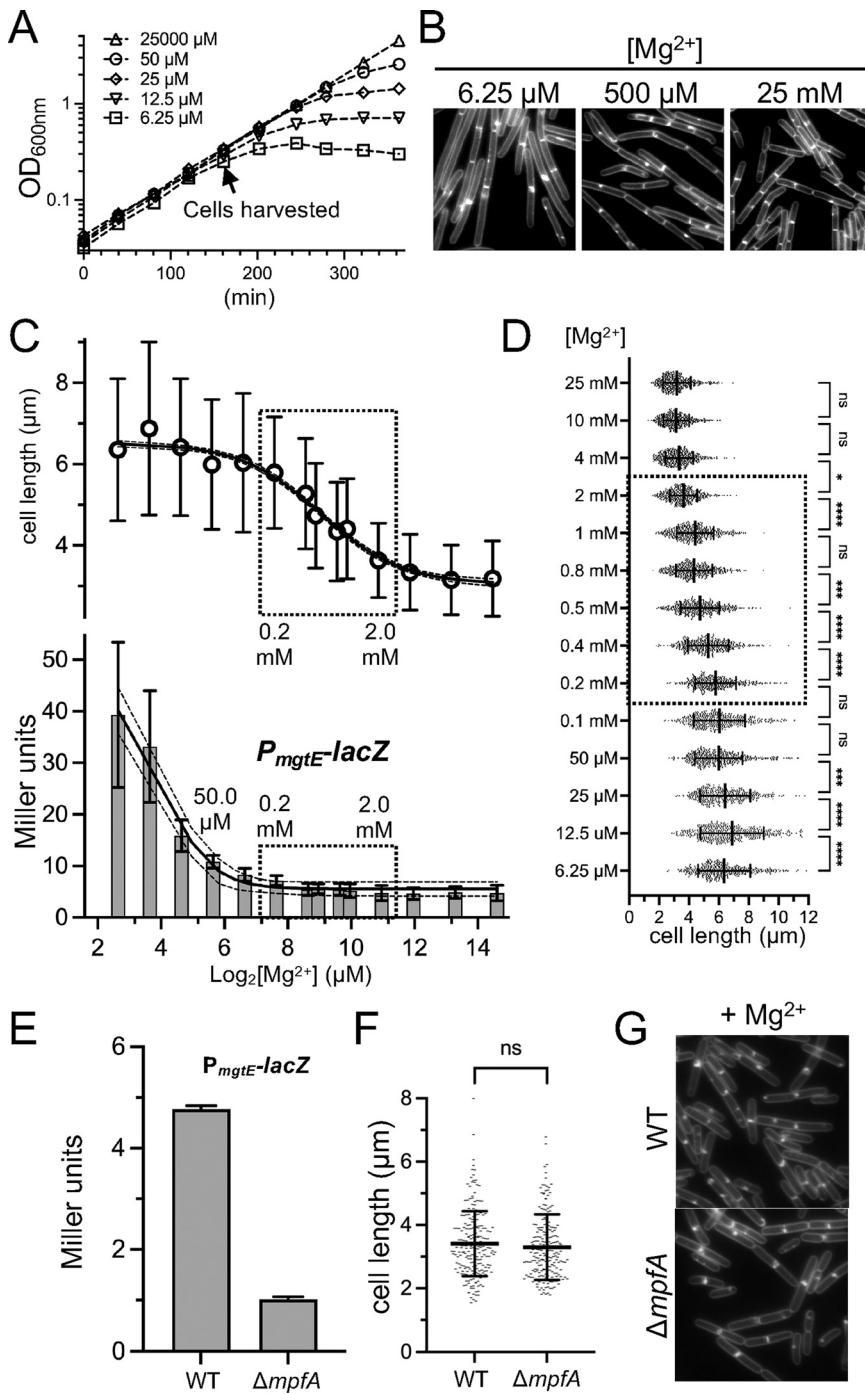 A
25000 µM
50 µM
25 µM
12.5 µM
6.25 µM
1
0.1
OD600nm
Cells harvested
0 100 200 300
(min)
B
[Mg2+]
6.25 µM 500 µM 25 mM
C
8
6
4
cell length (µm)
0.2 mM
2.0 mM
50
40
30
20
10
0
Miller units
PmgtE-lacZ
50.0 µM
0.2 mM
2.0 mM
2 4 6 8 10 12 14
Log2[Mg2+] (µM)
D
[Mg2+]
25 mM
ns
10 mM
ns
4 mM
*
2 mM
****
1 mM
ns
0.8 mM
***
0.5 mM
****
0.4 mM
****
0.2 mM
ns
0.1 mM
ns
50 µM
***
25 µM
****
12.5 uM
****
6.25 µM
0 2 4 6 8 10 12
cell length (µm)
E
PmgtE-lacZ
6
4
2
0
Miller units
WT ΔmpfA
F
ns
8
6
4
2
0
cell length (µm)
WT ΔmpfA
G
+ Mg2+
WT
ΔmpfA